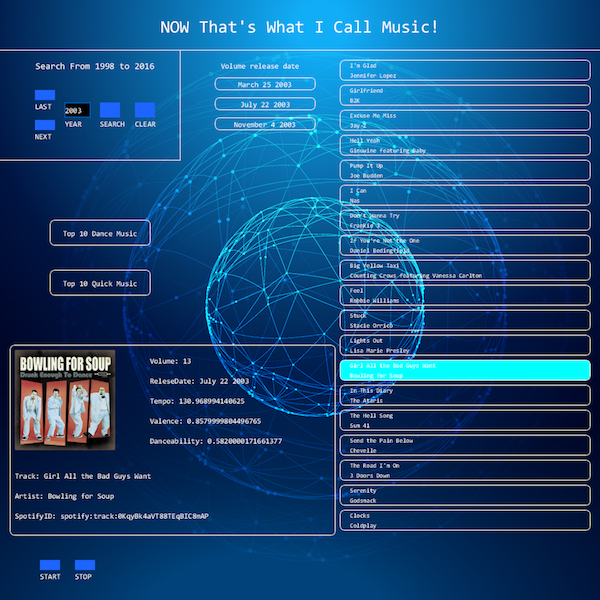 NOW That's What I Call Music!
Search From 1998 to 2016
LAST
2003
YEAR
SEARCH
CLEAR
NEXT
Volume release date
March 25 2003
July 22 2003
November 4 2003
Top 10 Dance Music
Top 10 Quick Music
I'm Glad
Jennifer Lopez
Girlfriend
B2K
Excuse Me Miss
Jay-Z
Hell Yeah
Ginuwine featuring Baby
Pump It Up
Joe Budden
I Can
Nas
Don't Wanna Try
Frankie J
If You're Not the One
Daniel Bedingfield
Big Yellow Taxi
Counting Crows featuring Vanessa Carlton
Feel
Robbie Williams
Stuck
Stacie Orrico
Lights Out
Lisa Marie Presley
Girl All the Bad Guys Want
Bowling for Soup
In This Diary
The Ataris
The Hell Song
Sum 41
Send the Pain Below
Chevelle
The Road I'm On
3 Doors Down
Serenity
Godsmack
Clocks
Coldplay
BOWLING FOR SOUP
Drunk Enough To Dance
Volume: 13
ReleseDate: July 22 2003
Tempo: 130.968994140625
Valence: 0.8579999804496765
Danceability: 0.5820000171661377
Track: Girl All the Bad Guys Want
Artist: Bowling for Soup
SpotifyID: spotify:track:0KqyBk4aVT8BTEqBIC8mAP
START
STOP